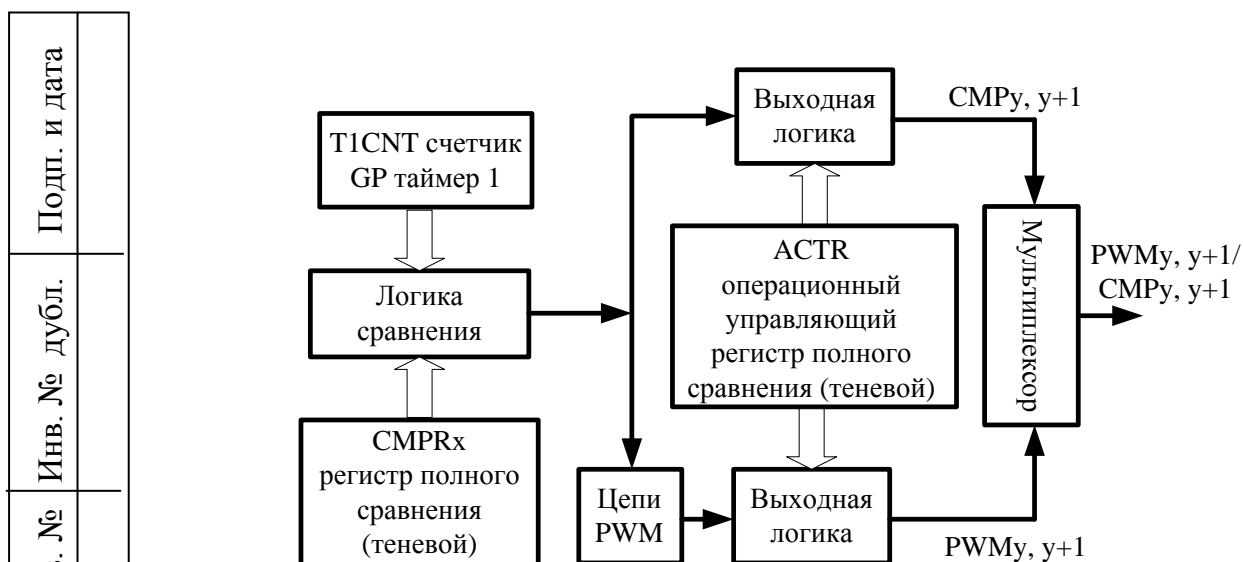 Подп. и дата
Инв. № дубл.
T1CNT счетчик
GP таймер 1
Логика
сравнения
CMPRx
регистр полного
сравнения
(теневой)
Выходная
логика
CMPy, y+1
ACTR
операционный
управляющий
регистр полного
сравнения (теневой)
Цепи
PWM
Выходная
логика
PWMy, y+1
Мультиплексор
PWMy, y+1/
CMPy, y+1
№